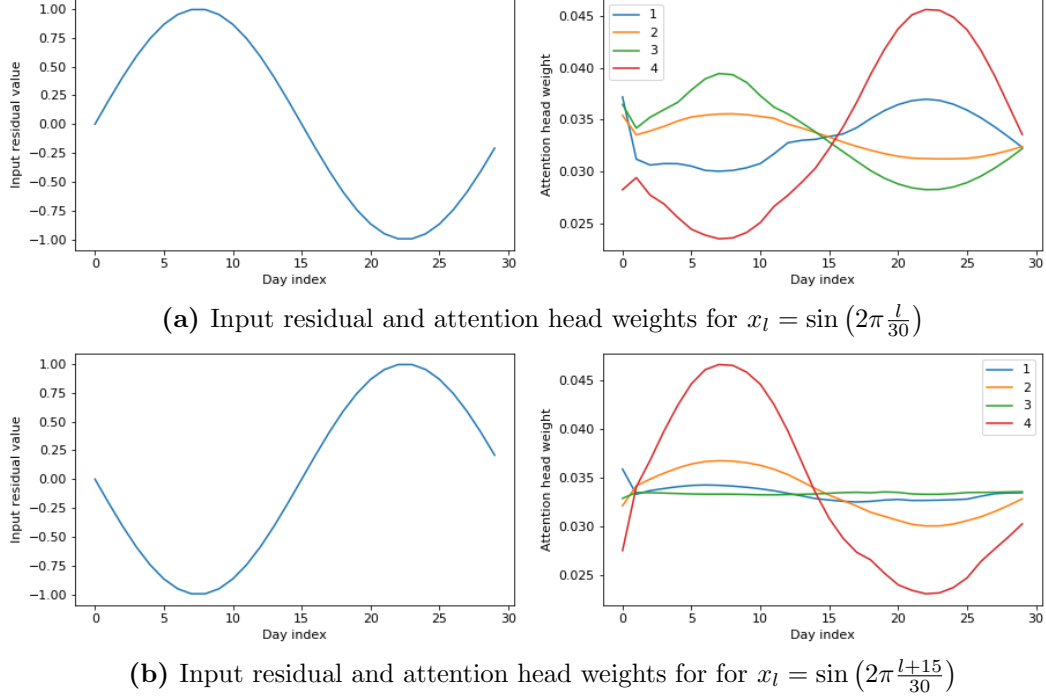 1.00
0.75
0.50
0.25
0.00
−0.25
−0.50
−0.75
−1.00
Input residual value
0 5 10 15 20 25 30
Day index
0.045
0.040
0.035
0.030
0.025
Attention head weight
1
2
3
4
0 5 10 15 20 25 30
Day index
(a) Input residual and attention head weights for x_l = sin (2π l/30)
1.00
0.75
0.50
0.25
0.00
−0.25
−0.50
−0.75
−1.00
Input residual value
0 5 10 15 20 25 30
Day index
0.045
0.040
0.035
0.030
0.025
Attention head weight
1
2
3
4
0 5 10 15 20 25 30
Day index
(b) Input residual and attention head weights for for x_l = sin (2π l+15/30)